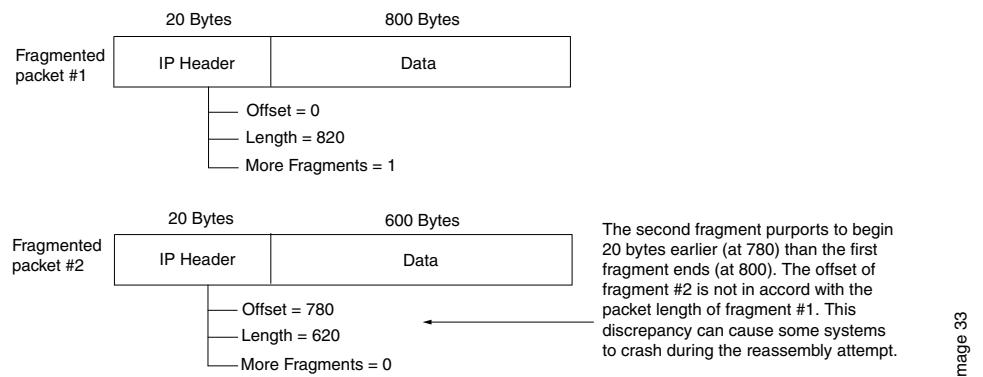 20 Bytes
800 Bytes
Fragmented
packet #1
IP Header
Data
Offset = 0
Length = 820
More Fragments = 1
20 Bytes
600 Bytes
Fragmented
packet #2
IP Header
Data
Offset = 780
Length = 620
More Fragments = 0
The second fragment purports to begin
20 bytes earlier (at 780) than the first
fragment ends (at 800). The offset of
fragment #2 is not in accord with the
packet length of fragment #1. This
discrepancy can cause some systems
to crash during the reassembly attempt.
mage 33